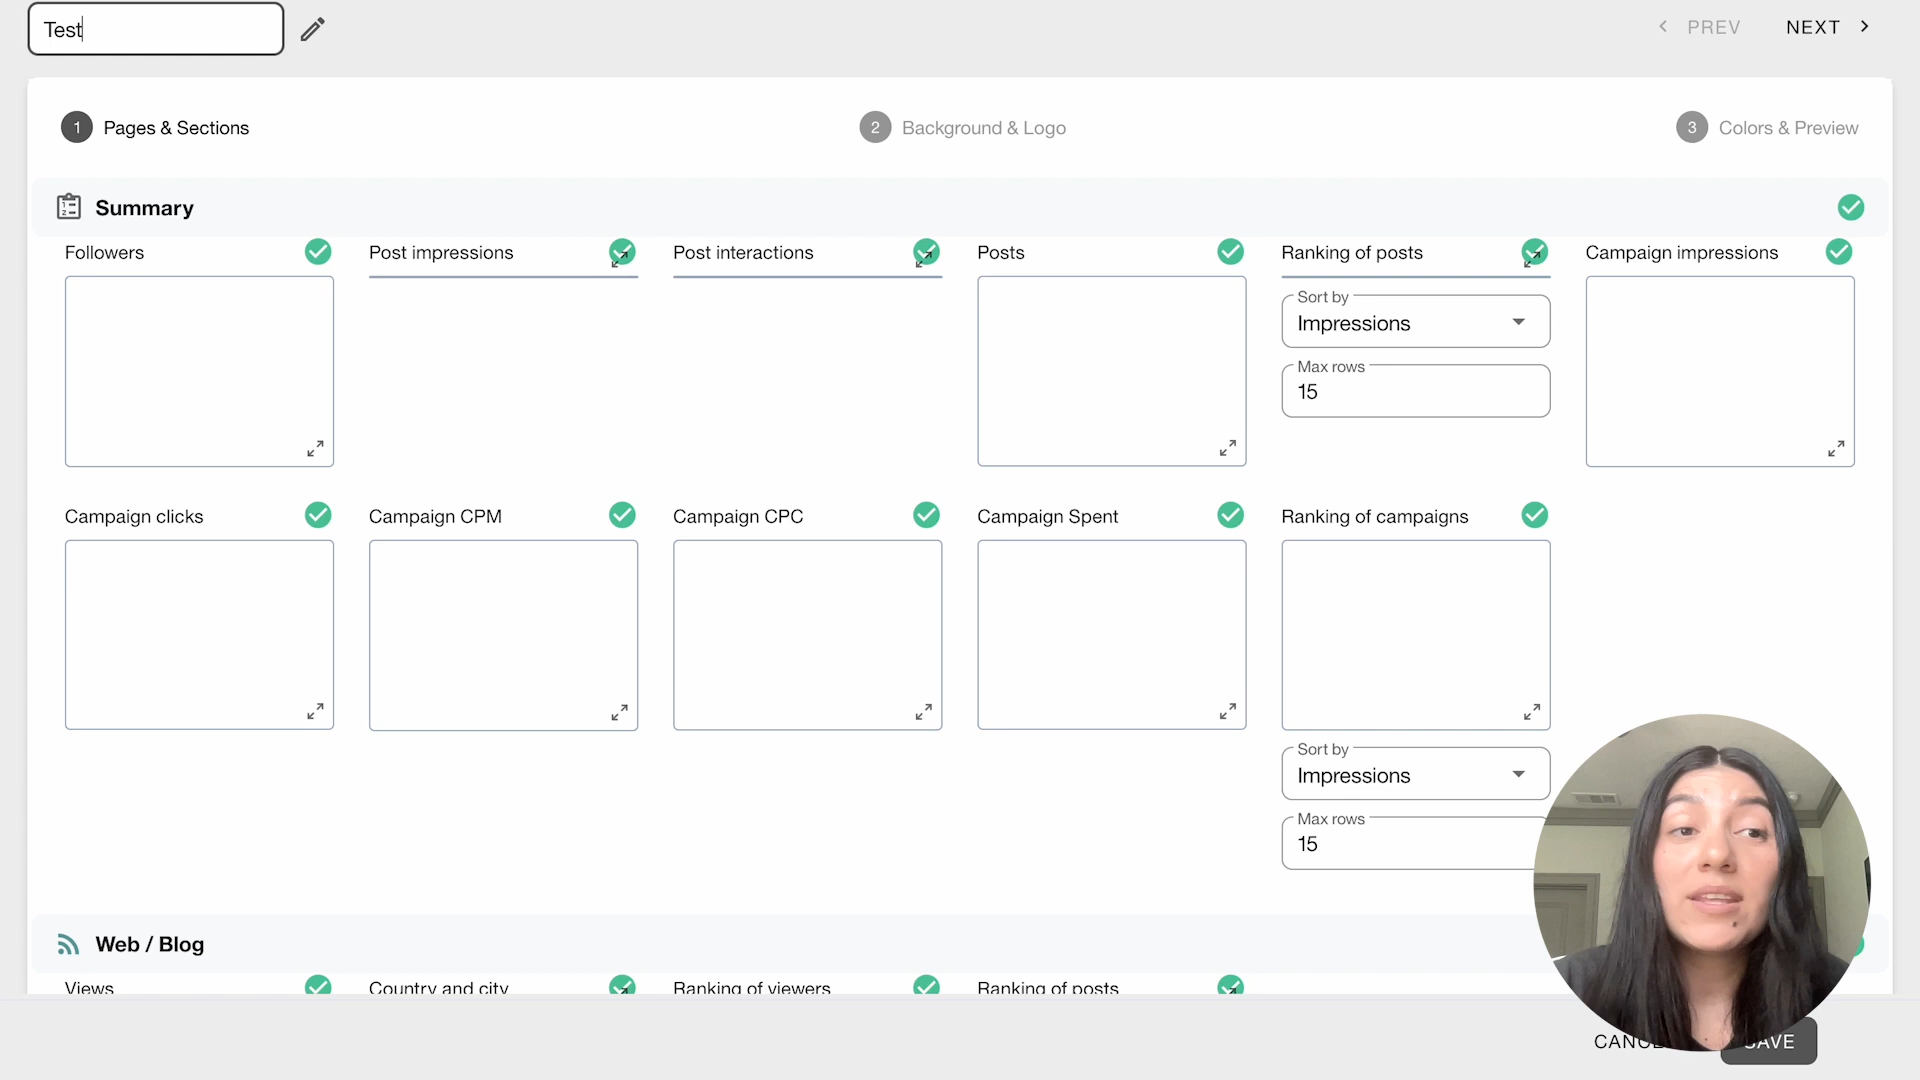 Test
PREV
NEXT
1 Pages & Sections
2 Background & Logo
3 Colors & Preview
Summary
Followers
Post impressions
Post interactions
Posts
Ranking of posts
Campaign impressions
Sort by
Impressions
Max rows
15
Campaign clicks
Campaign CPM
Campaign CPC
Campaign Spent
Ranking of campaigns
Sort by
Impressions
Max rows
15
Web / Blog
Views
Country and city
Ranking of viewers
Ranking of posts